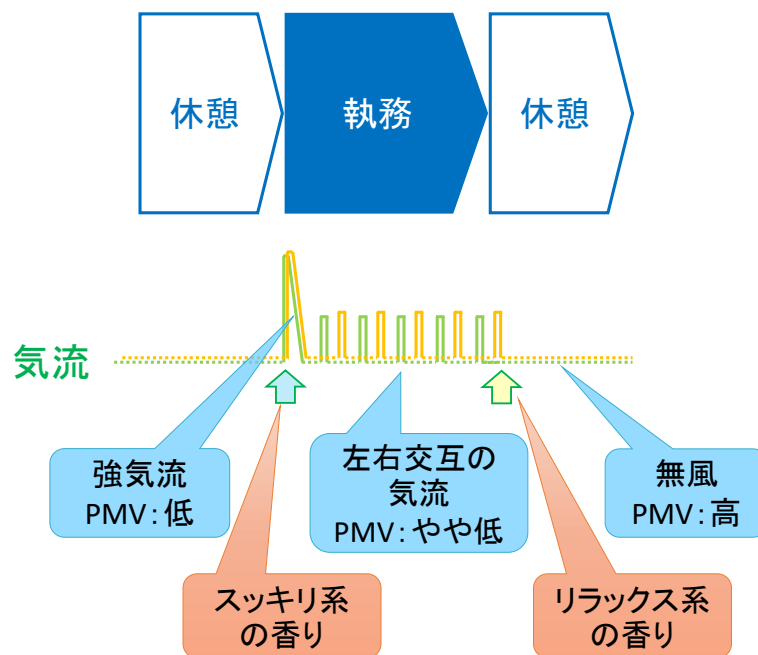 休憩
執務
休憩
気流
強気流
PMV：低
左右交互の
気流
PMV：やや低
無風
PMV：高
スッキリ系
の香り
リラックス系
の香り